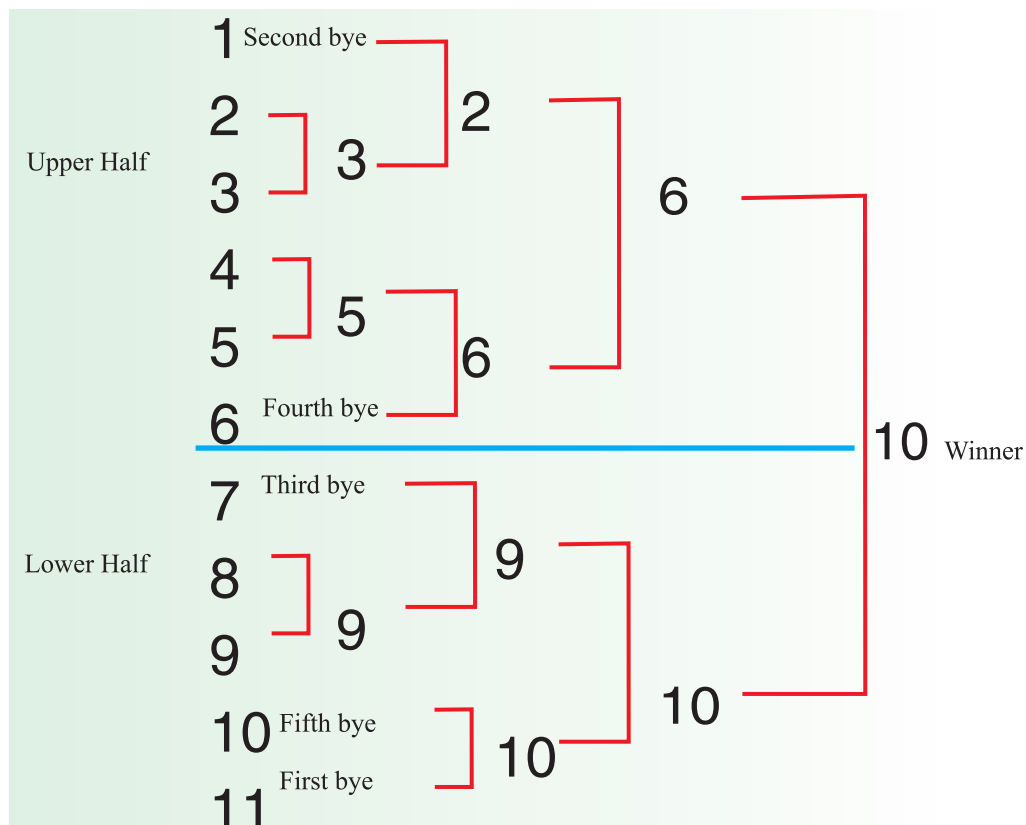 1 Second bye
2
2
3
Upper Half
3
6
4
5
5
6
6 Fourth bye
10 Winner
7 Third bye
9
Lower Half
8
9
9
10
10 Fifth bye
10
First bye
11